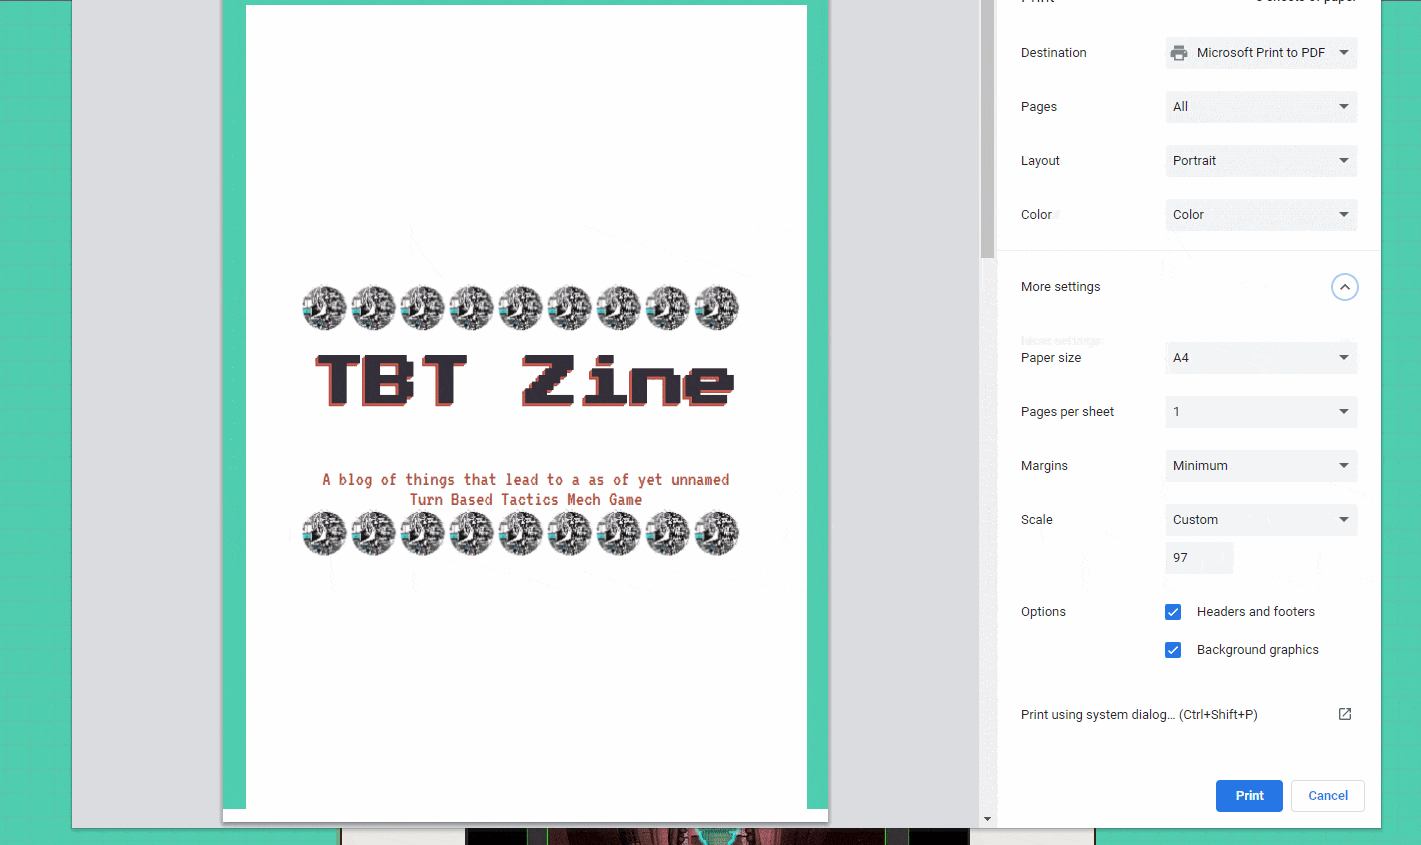 TBT Zine
A blog of things that lead to a as of yet unnamed
Turn Based Tactics Mech Game
Destination
Microsoft Print to PDF
Pages
All
Layout
Portrait
Color
Color
More settings
Paper size
A4
Pages per sheet
1
Margins
Minimum
Scale
Custom
97
Options
Headers and footers
Background graphics
Print using system dialog... (Ctrl+Shift+P)
Print
Cancel